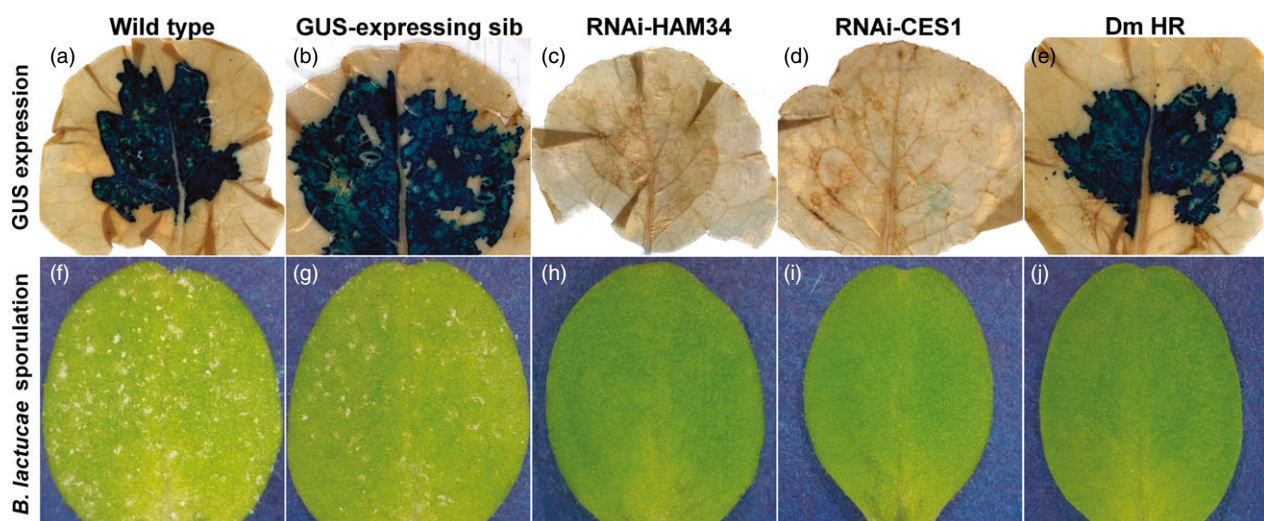 Wild type
GUS-expressing sib
RNAi-HAM34
RNAi-CES1
Dm HR
GUS expression
(a)
(b)
(c)
(d)
(e)
B. lactucae sporulation
(f)
(g)
(h)
(i)
(j)